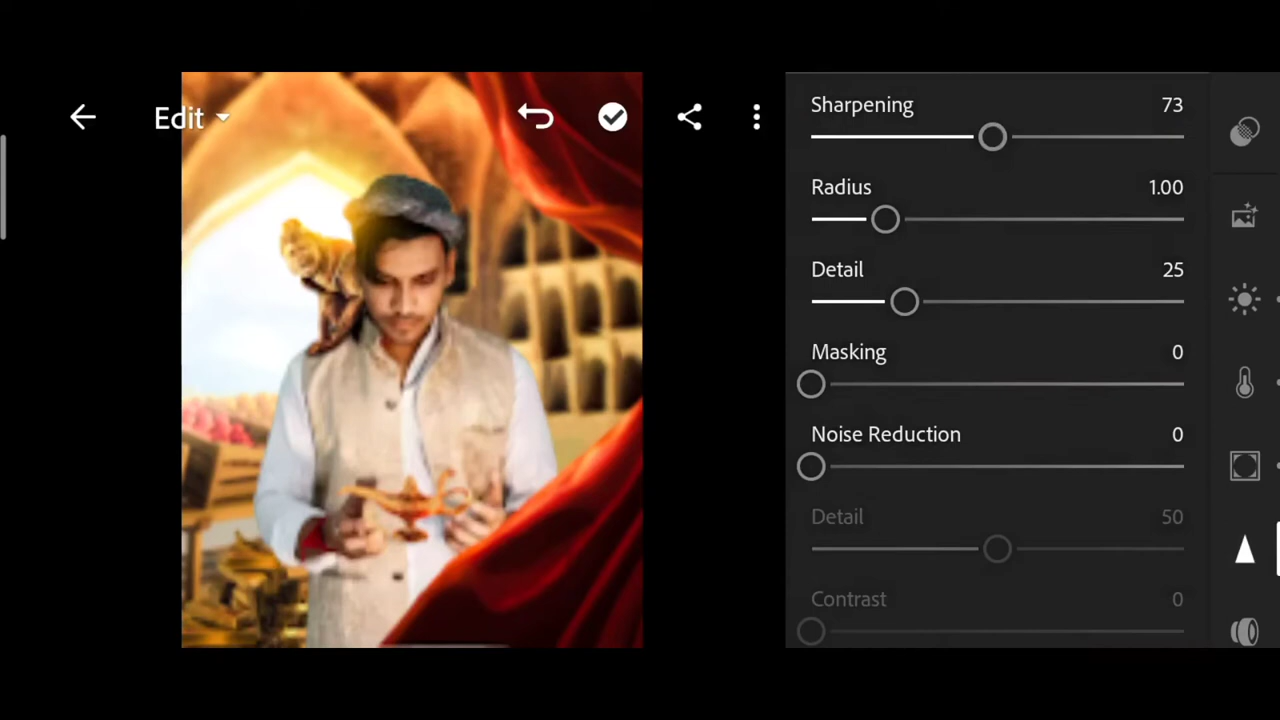 Edit
Sharpening 73
Radius 1.00
Detail 25
Masking 0
Noise Reduction 0
Detail 50
Contrast 0